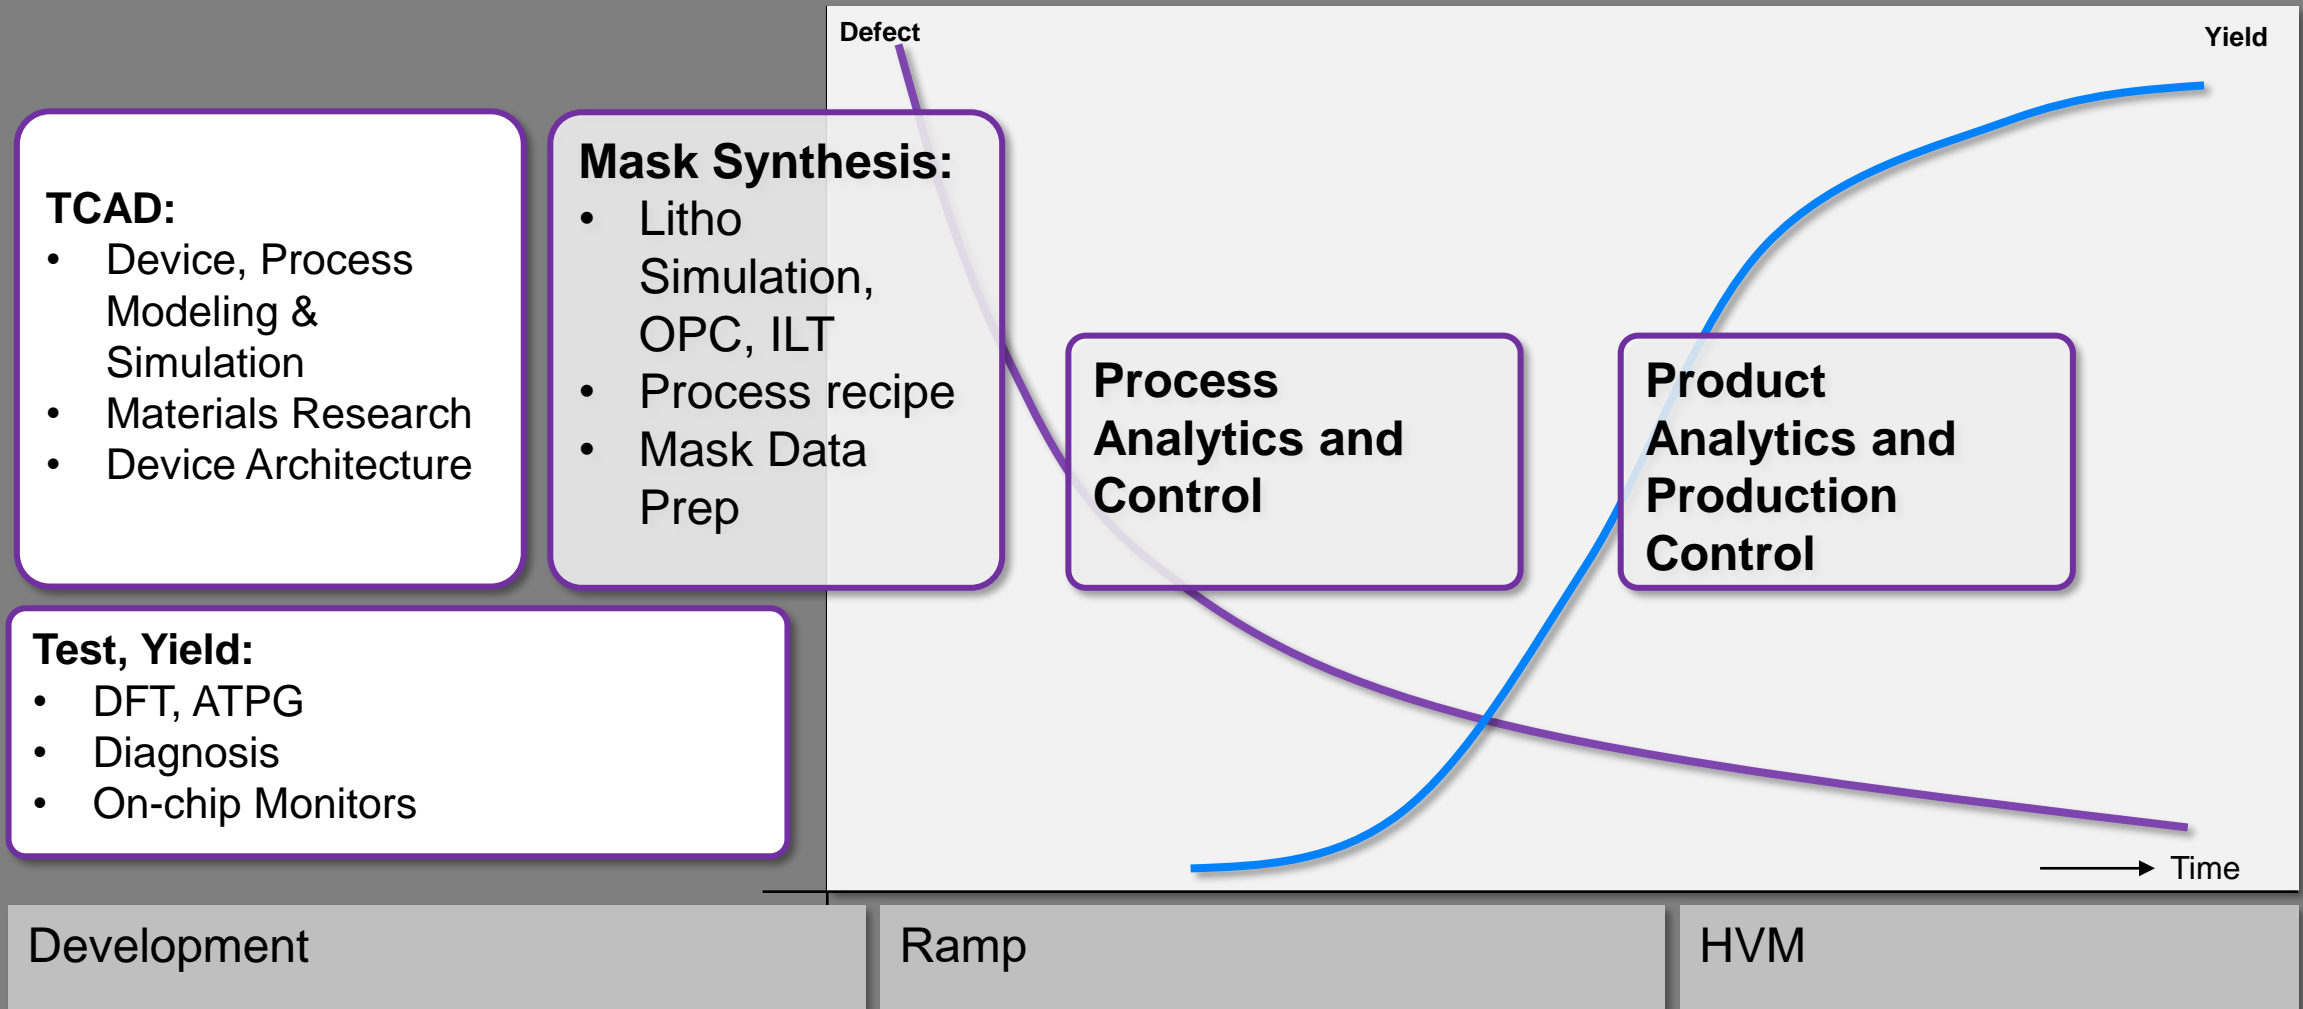 Defect
Yield
TCAD:
• Device, Process
Modeling &
Simulation
• Materials Research
• Device Architecture
Mask Synthesis:
• Litho
Simulation,
OPC, ILT
• Process recipe
• Mask Data
Prep
Process
Analytics and
Control
Product
Analytics and
Production
Control
Test, Yield:
• DFT, ATPG
• Diagnosis
• On-chip Monitors
Time
Development
Ramp
HVM